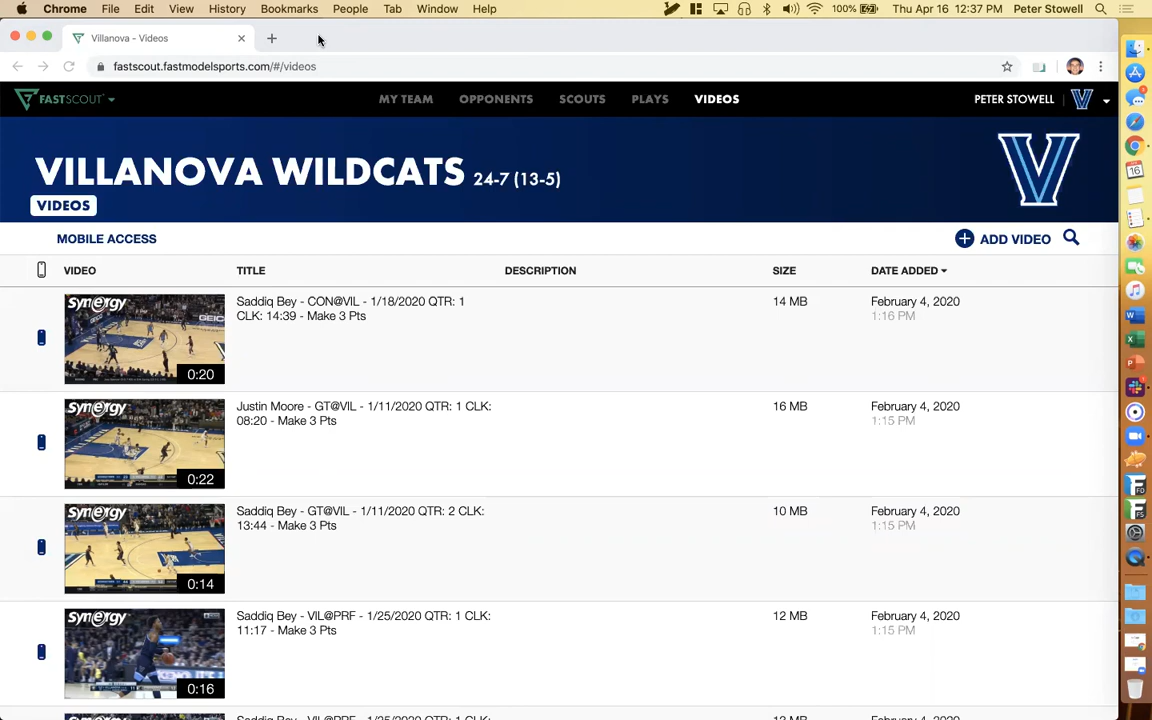 Chrome File Edit View History Bookmarks People Tab Window Help 100% Thu Apr 16 12:37 PM Peter Stowell
Villanova - Videos
fastscout.fastmodelsports.com/#/videos
FASTSCOUT MY TEAM OPPONENTS SCOUTS PLAYS VIDEOS PETER STOWELL
VILLANOVA WILDCATS 24-7 (13-5)
VIDEOS
MOBILE ACCESS ADD VIDEO
VIDEO TITLE DESCRIPTION SIZE DATE ADDED
Synergy
0:20
Saddiq Bey - CON@VIL - 1/18/2020 QTR: 1
CLK: 14:39 - Make 3 Pts
14 MB
February 4, 2020
1:16 PM
Synergy
0:22
Justin Moore - GT@VIL - 1/11/2020 QTR: 1 CLK:
08:20 - Make 3 Pts
16 MB
February 4, 2020
1:15 PM
Synergy
0:14
Saddiq Bey - GT@VIL - 1/11/2020 QTR: 2 CLK:
13:44 - Make 3 Pts
10 MB
February 4, 2020
1:15 PM
Synergy
0:16
Saddiq Bey - VIL@PRF - 1/25/2020 QTR: 1 CLK:
11:17 - Make 3 Pts
12 MB
February 4, 2020
1:15 PM